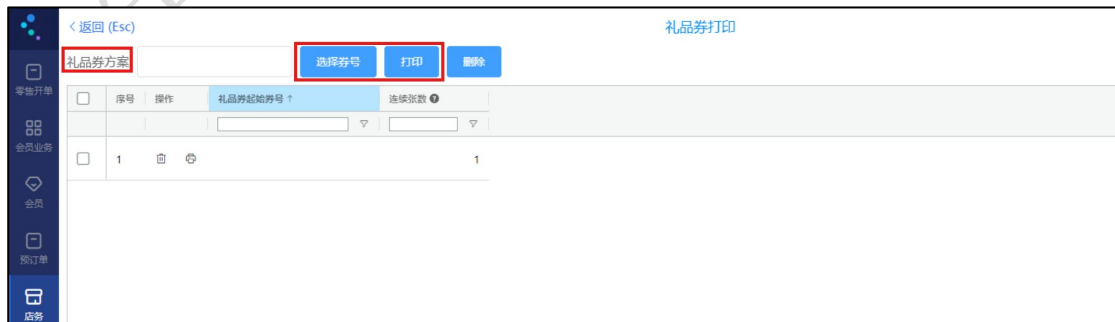 < 返回 (Esc)
礼品券打印
礼品券方案
选择券号
打印
删除
序号 操作 礼品券起始券号 ↑ 连续张数
1 1
零售开单
会员业务
会员
预订单
店务